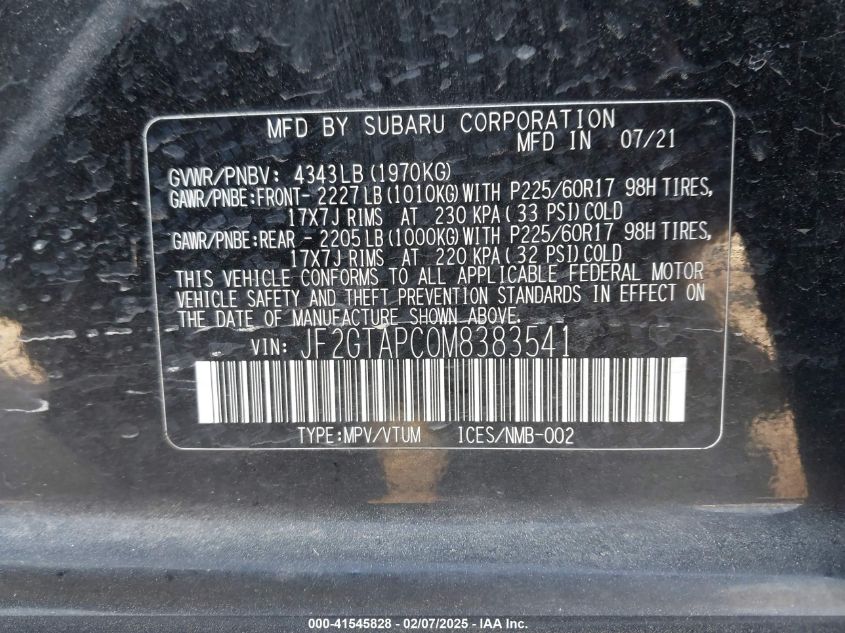 MFD BY SUBARU CORPORATION
MFD IN 07/21
GVWR/PNBV: 4343LB(1970KG)
GAWR/PNBE:FRONT- 2227LB(1010KG)WITH P225/60R17 98H TIRES,
17X7J RIMS AT 230 KPA( 33 PSI)COLD
GAWR/PNBE:REAR - 2205LB(1000KG)WITH P225/60R17 98H TIRES,
17X7J RIMS AT 220 KPA( 32 PSI)COLD
THIS VEHICLE CONFORMS TO ALL APPLICABLE FEDERAL MOTOR
VEHICLE SAFETY AND THEFT PREVENTION STANDARDS IN EFFECT ON
THE DATE OF MANUFACTURE SHOWN ABOVE.
VIN: JF2GTAPC0M8383541
TYPE:MPV/VTUM ICES/NMB-002
000-41545828 - 02/07/2025 - IAA Inc.